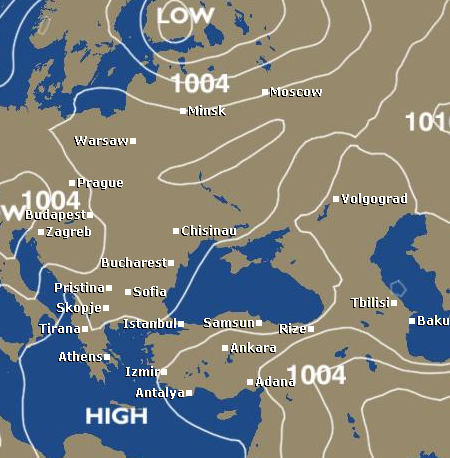 LOW
1004
Moscow
Minsk
1010
Warsaw
Prague
1004
W
Budapest
Zagreb
Volgograd
Chisinau
Bucharest
Pristina
Sofia
Skopje
Tbilisi
Tirana
Istanbul
Samsun
Rize
Baku
Ankara
Athens
Izmir
1004
Adana
Antalya
HIGH